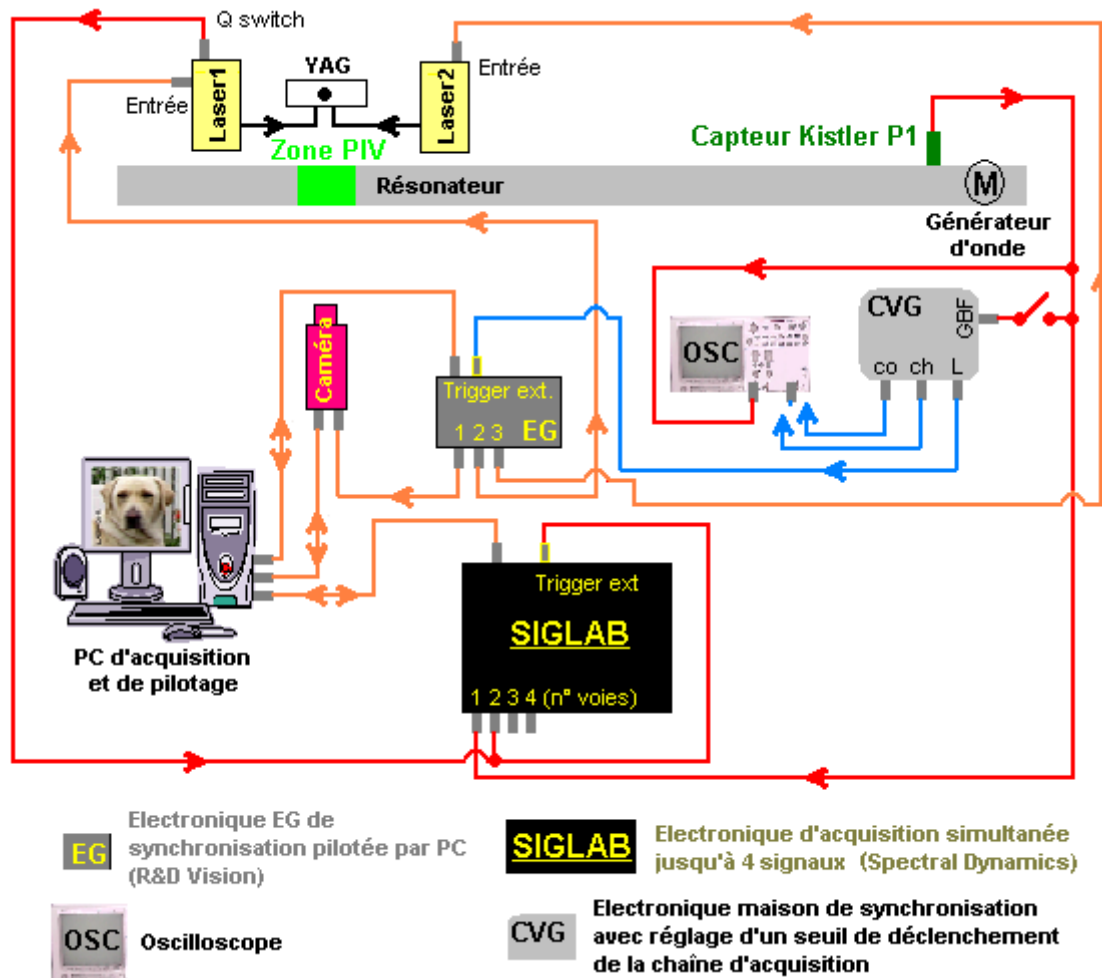 Q switch
YAG
Laser1
Laser2
Entrée
Entrée
Zone PIV
Capteur Kistler P1
Résonateur
M
Générateur
d'onde
CVG
GBF
co ch L
OSC
Caméra
Trigger ext.
1 2 3 EG
Trigger ext
SIGLAB
1 2 3 4 (n° voies)
PC d'acquisition
et de pilotage
EG
Electronique EG de
synchronisation pilotée par PC
(R&D Vision)
SIGLAB
Electronique d'acquisition simultanée
jusqu'à 4 signaux (Spectral Dynamics)
OSC
Oscilloscope
CVG
Electronique maison de synchronisation
avec réglage d'un seuil de déclenchement
de la chaîne d'acquisition